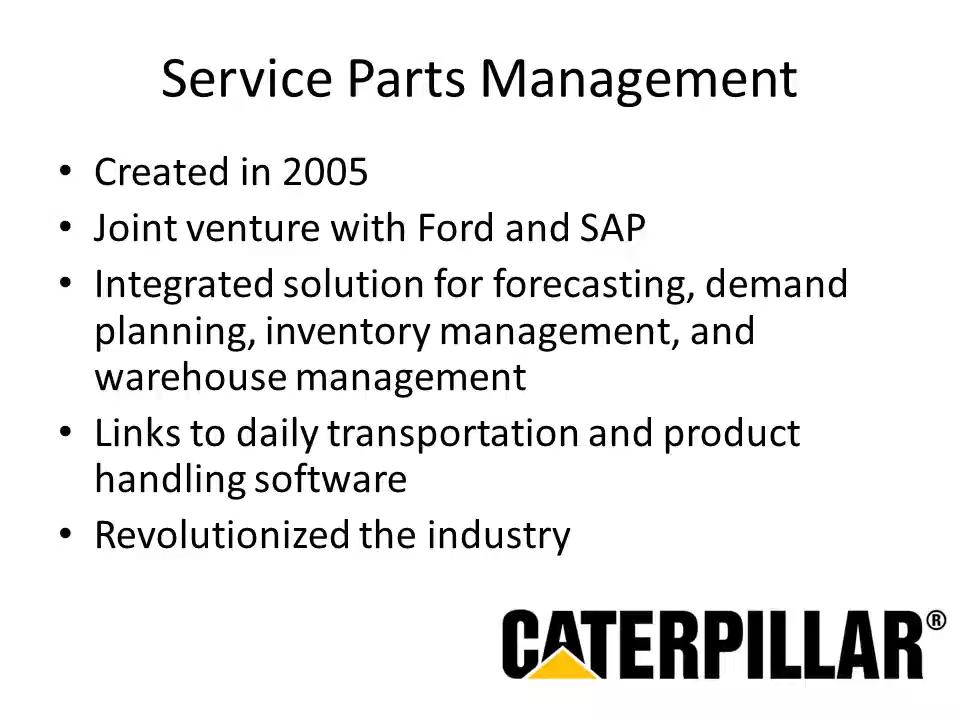 Service Parts Management
• Created in 2005
• Joint venture with Ford and SAP
• Integrated solution for forecasting, demand
planning, inventory management, and
warehouse management
• Links to daily transportation and product
handling software
• Revolutionized the industry
CATERPILLAR®